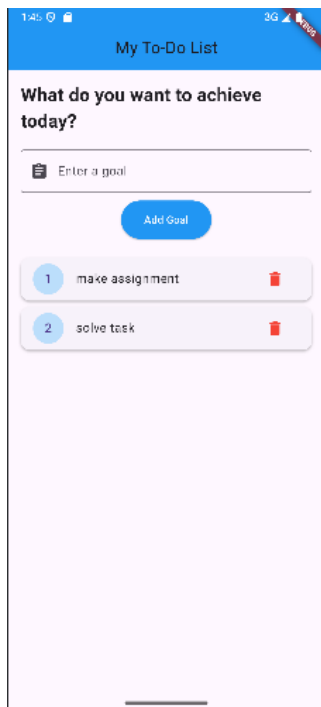 1:45 3G
DEBUG
My To-Do List
What do you want to achieve
today?
Enter a goal
Add Goal
1 make assignment
2 solve task